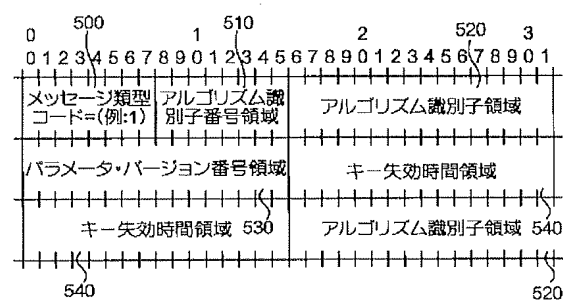 500 510 520
0 1 2 3
0 1 2 3 4 5 6 7 8 9 0 1 2 3 4 5 6 7 8 9 0 1 2 3 4 5 6 7 8 9 0 1
メッセージ類型
コード=(例:1)
アルゴリズム識
別子番号領域
アルゴリズム識別子領域
パラメータ・バージョン番号領域
キー失効時間領域
キー失効時間領域 530
アルゴリズム識別子領域 540
540 520